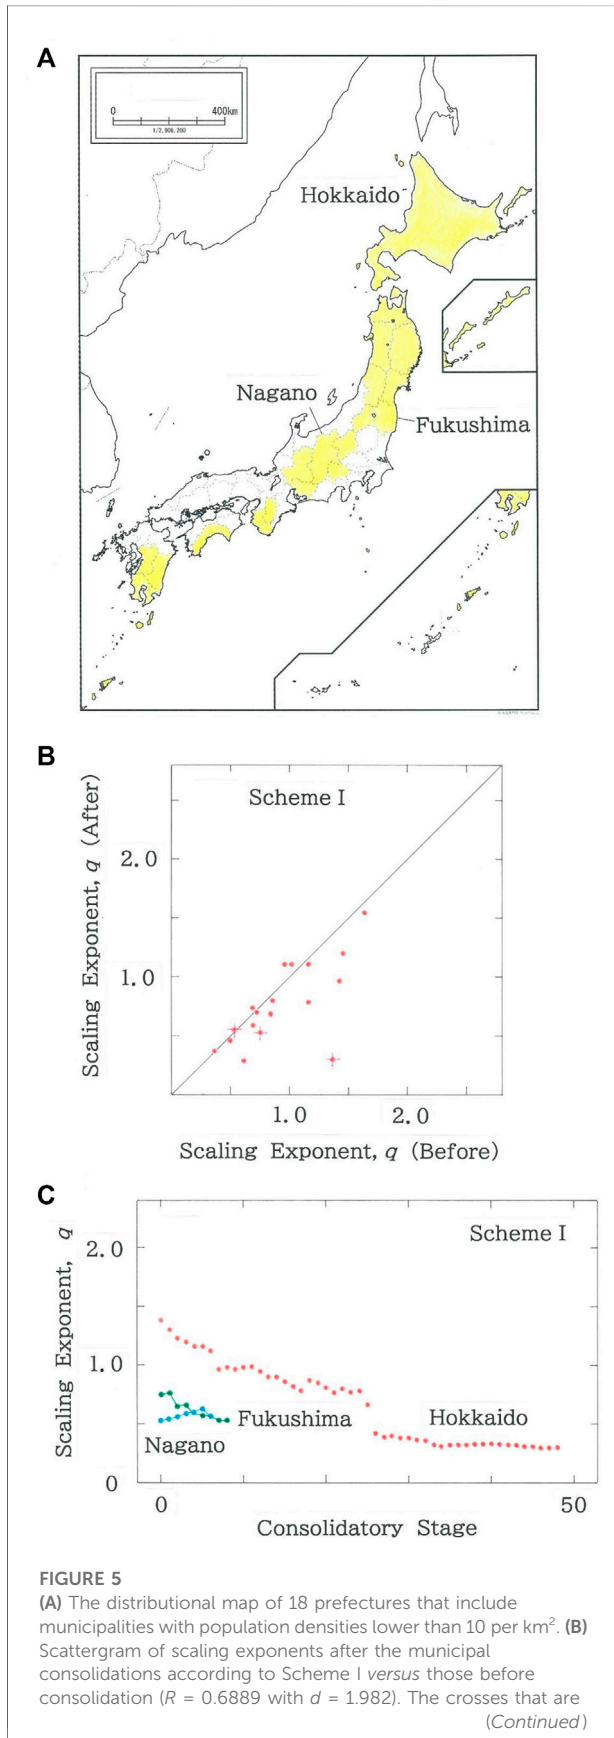 A
0 400km
1/2,906,200
Hokkaido
Nagano
Fukushima
B
Scheme I
Scaling Exponent, q (After)
2.0
1.0
1.0 2.0
Scaling Exponent, q (Before)
C
Scheme I
Scaling Exponent, q
2.0
1.0
0
Nagano
Fukushima
Hokkaido
0 50
Consolidatory Stage
FIGURE 5
(A) The distributional map of 18 prefectures that include
municipalities with population densities lower than 10 per km². (B)
Scattergram of scaling exponents after the municipal
consolidations according to Scheme I versus those before
consolidation (R = 0.6889 with d = 1.982). The crosses that are
(Continued)